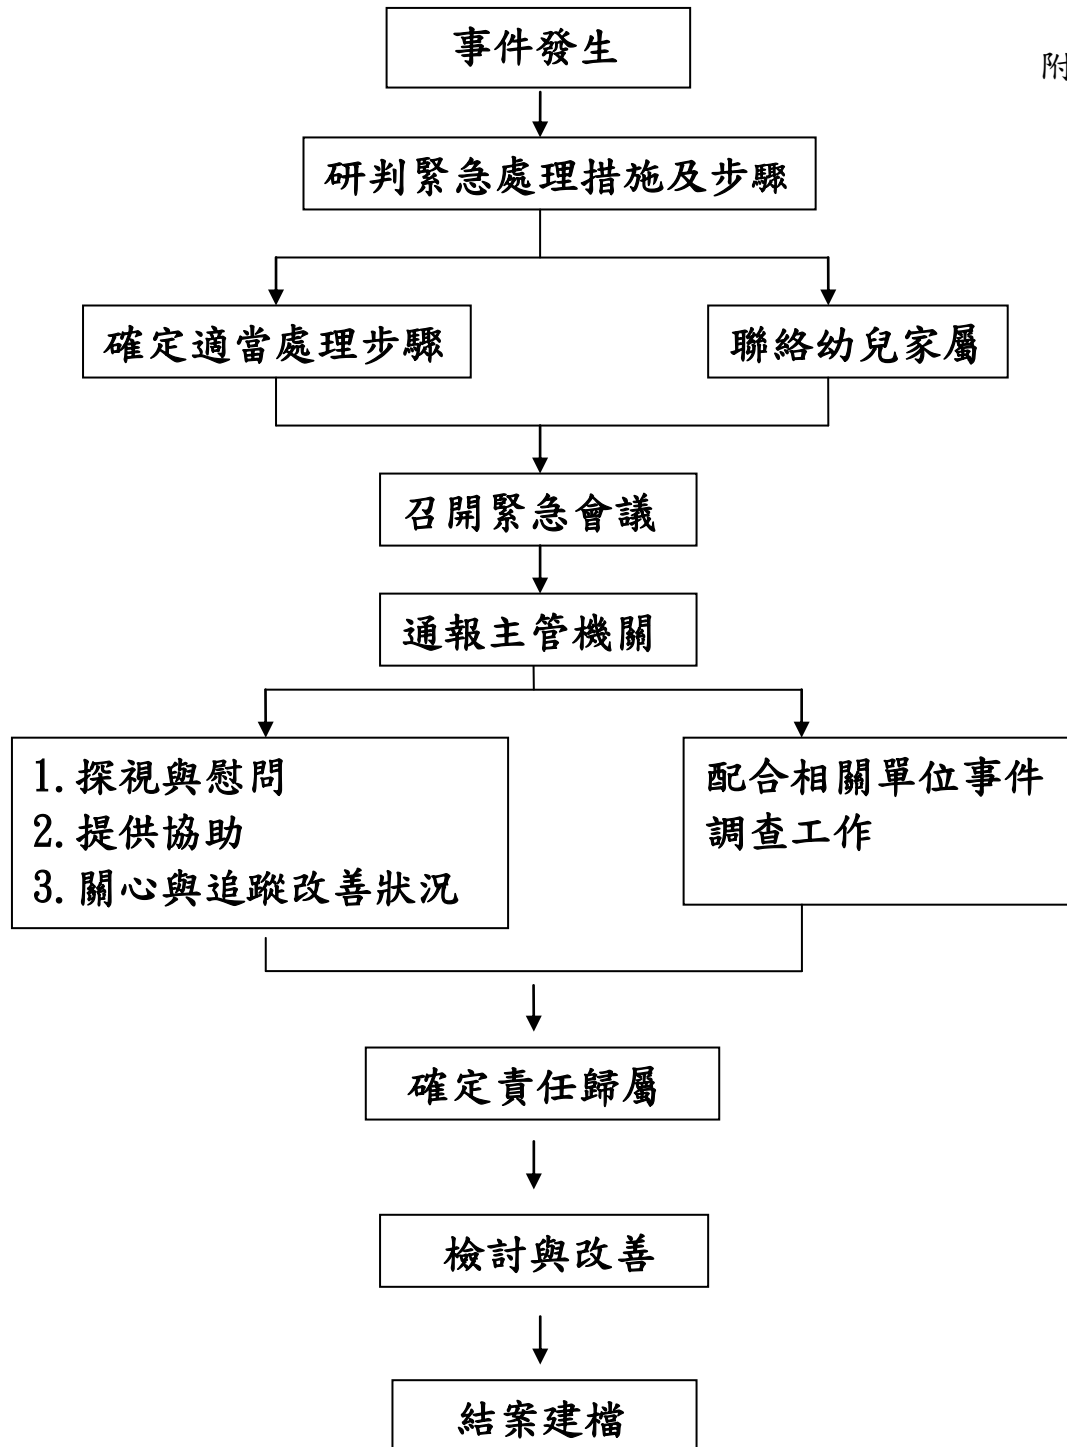 事件發生
附
研判緊急處理措施及步驟
確定適當處理步驟
聯絡幼兒家屬
召開緊急會議
通報主管機關
1.探視與慰問
2.提供協助
3.關心與追蹤改善狀況
配合相關單位事件
調查工作
確定責任歸屬
檢討與改善
結案建檔